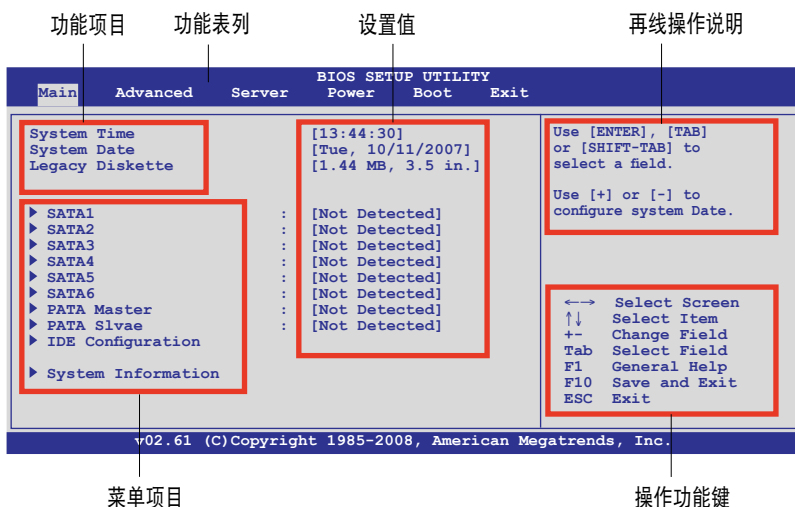 功能项目 功能表列 设置值 再线操作说明
BIOS SETUP UTILITY
Main Advanced Server Power Boot Exit
System Time [13:44:30]
System Date [Tue, 10/11/2007]
Legacy Diskette [1.44 MB, 3.5 in.]
SATA1 : [Not Detected]
SATA2 : [Not Detected]
SATA3 : [Not Detected]
SATA4 : [Not Detected]
SATA5 : [Not Detected]
SATA6 : [Not Detected]
PATA Master : [Not Detected]
PATA Slvae : [Not Detected]
IDE Configuration
System Information
Use [ENTER], [TAB]
or [SHIFT-TAB] to
select a field.
Use [+] or [-] to
configure system Date.
←→ Select Screen
↑↓ Select Item
+- Change Field
Tab Select Field
F1 General Help
F10 Save and Exit
ESC Exit
v02.61 (C)Copyright 1985-2008, American Megatrends, Inc.
菜单项目 操作功能键